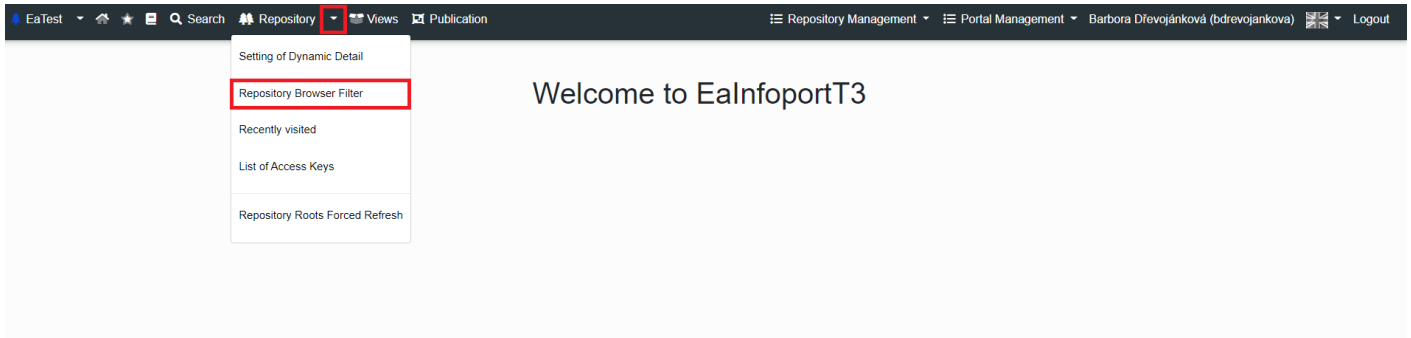 EaTest Search Repository Views Publication Repository Management Portal Management Barbora Dřevojánková (bdrevojankova) Logout
Setting of Dynamic Detail
Repository Browser Filter
Welcome to EaInfoportT3
Recently visited
List of Access Keys
Repository Roots Forced Refresh